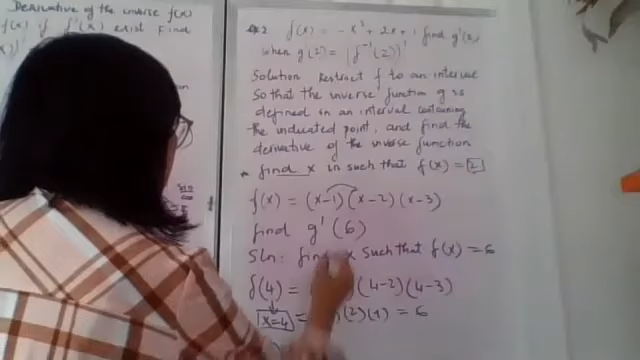 Derivative of the inverse f(x)
f(x) if f'(x) exist Find
Ex 2 f(x) = -x³ + 2x + 1 find g'(2)
when g'(2) = (f⁻¹(2))'
Solution Restrict f to an interval
So that the inverse function g is
defined in an interval containing
the indicated point, and find the
derivative of the inverse function
find x in such that f(x) = 2
f(x) = (x-1)(x-2)(x-3)
find g'(6)
Sln: find x such that f(x) = 6
f(4) = (4-2)(4-3)
x=4 = (2)(1) = 6